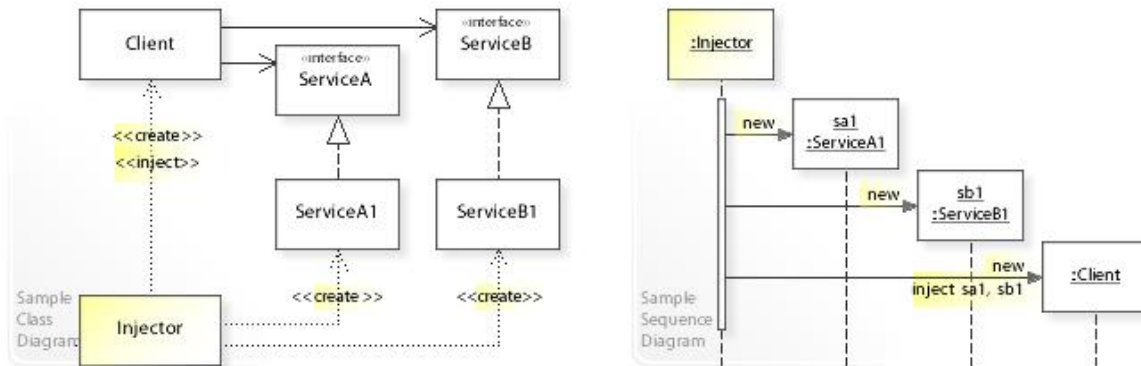 Client
«interface»
ServiceB
«interface»
ServiceA
<<create>>
<<inject>>
ServiceA1
ServiceB1
<<create >>
<<create>>
Injector
Sample
Class
Diagram
:Injector
new
sa1
:ServiceA1
new
sb1
:ServiceB1
new
inject sa1, sb1
:Client
Sample
Sequence
Diagram